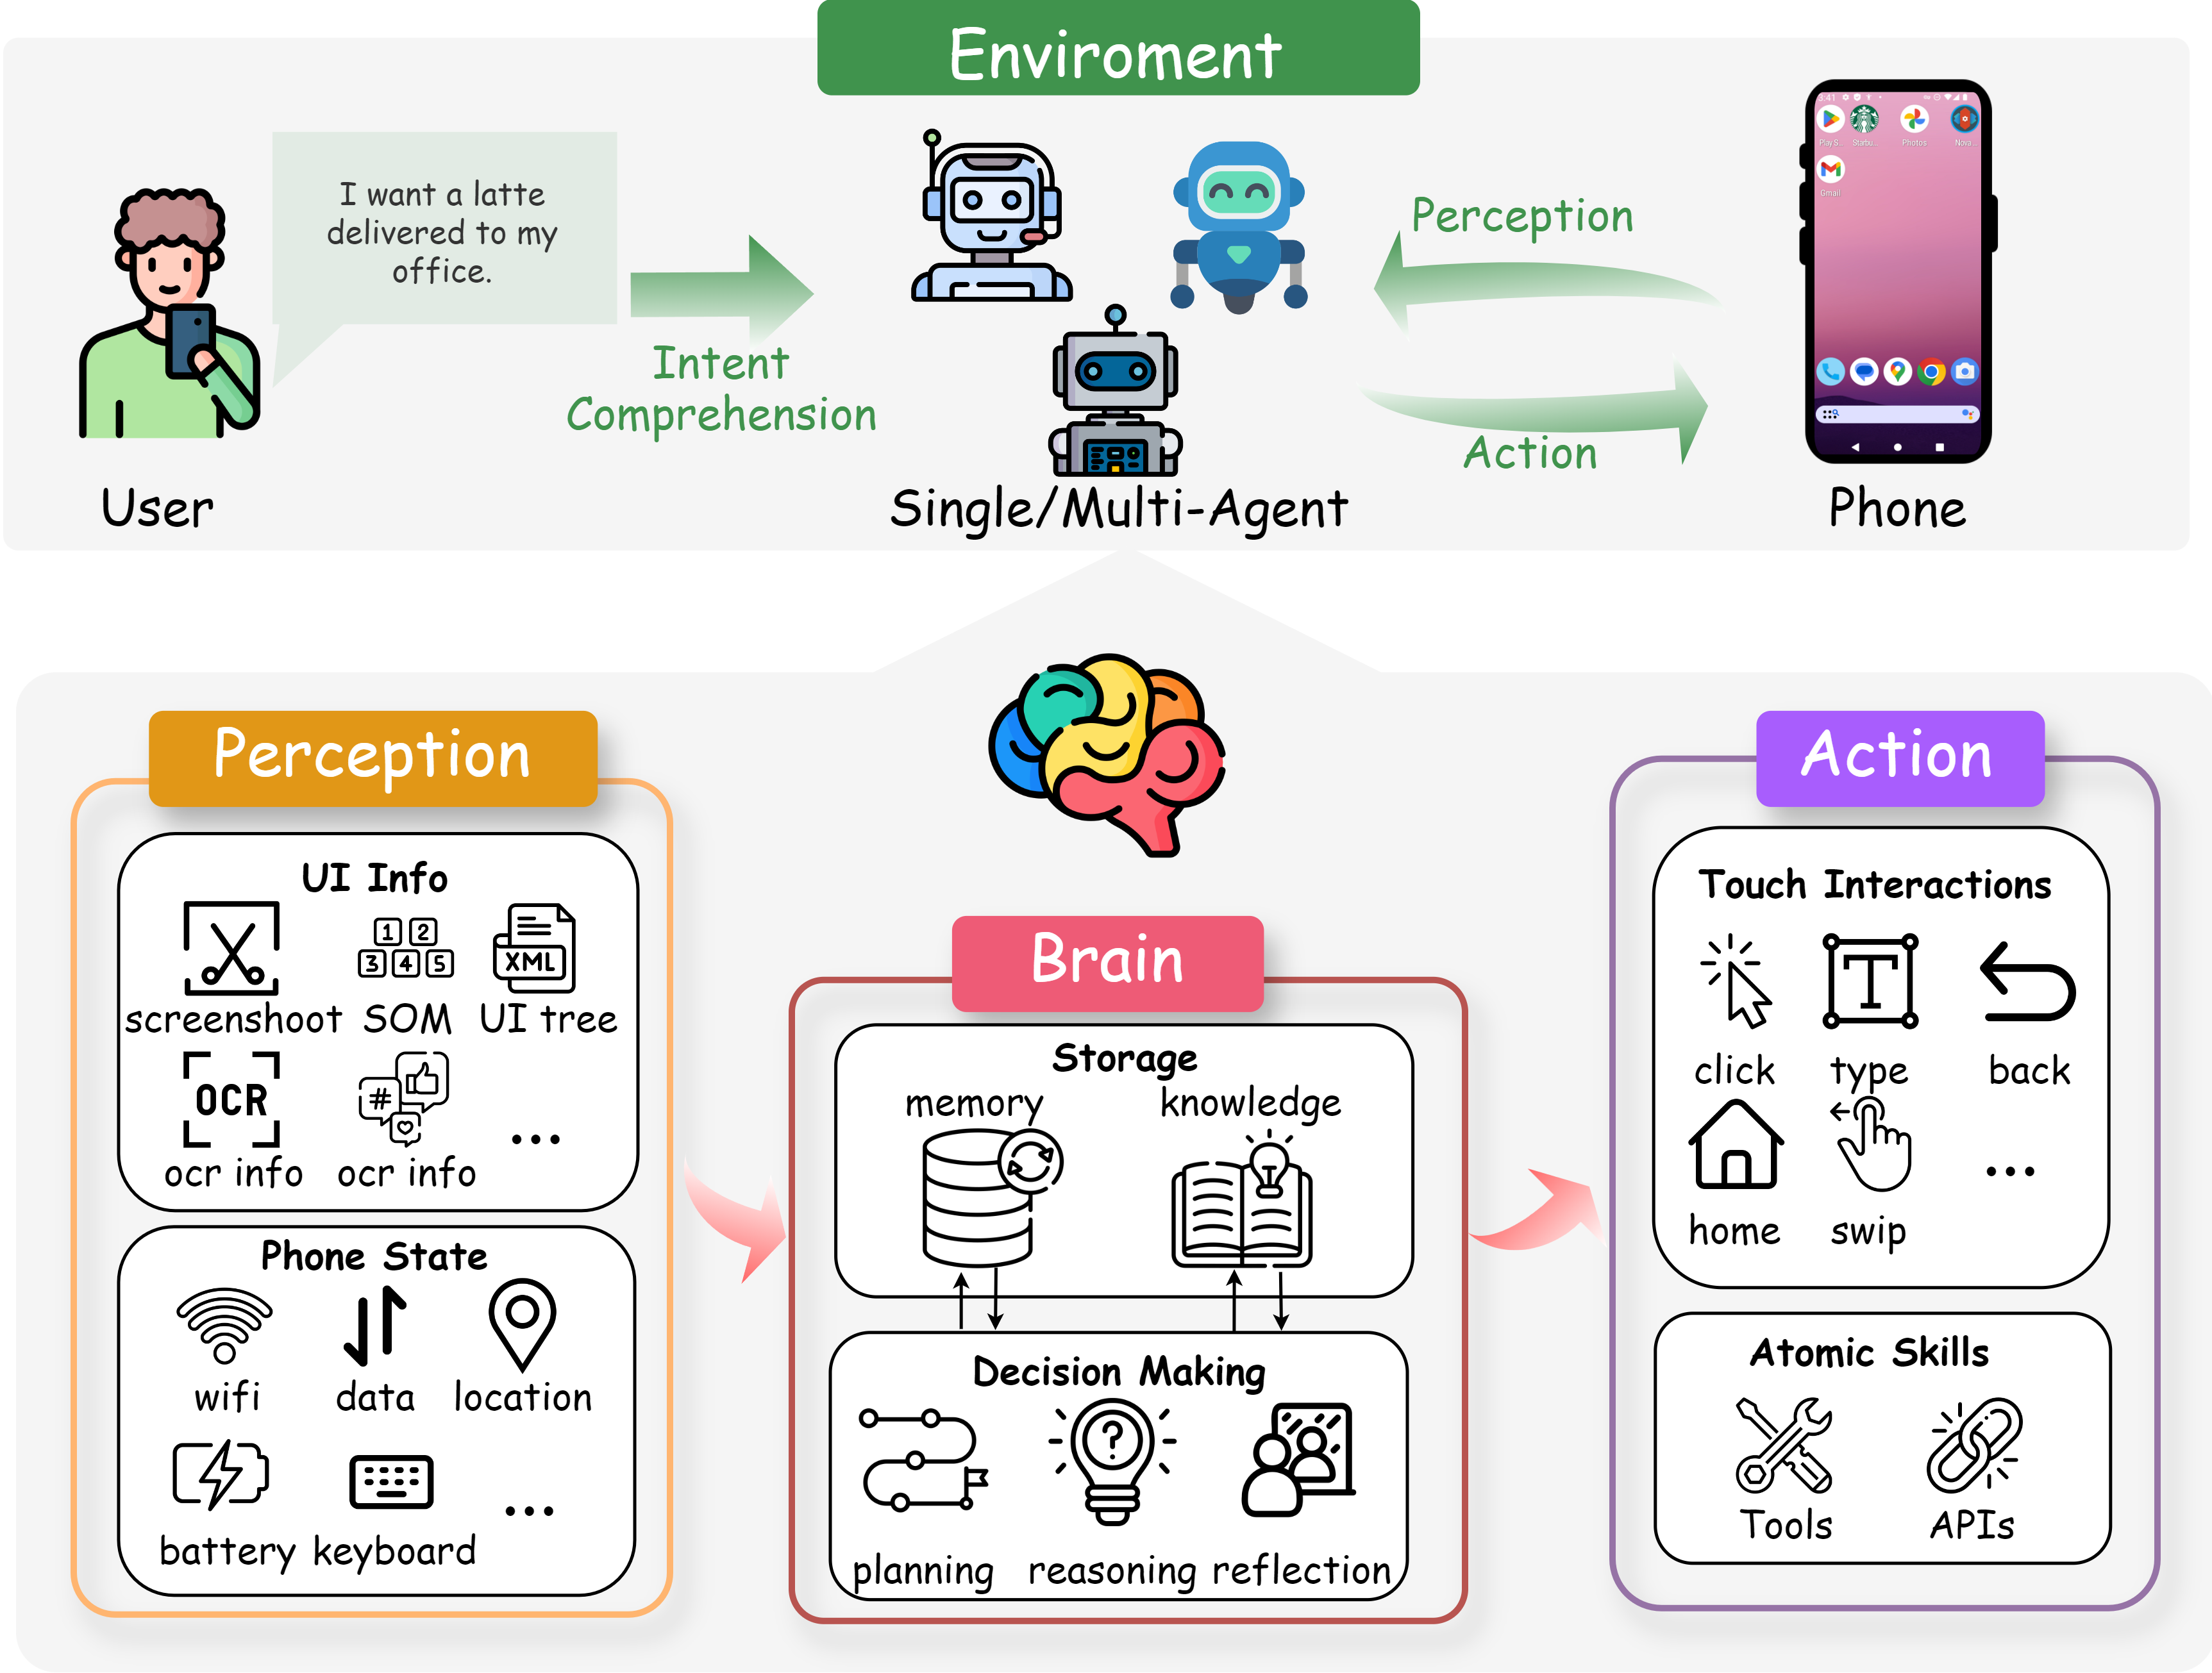 Enviroment
I want a latte
delivered to my
office.
Intent
Comprehension
Perception
Action
3:41
Play S...
Starbu...
Photos
Nova...
Gmail
User
Single/Multi-Agent
Phone
Perception
UI Info
1 2
3 4 5
XML
screenshoot SOM UI tree
OCR
#
ocr info ocr info ...
Phone State
wifi data location
battery keyboard ...
Brain
Storage
memory knowledge
Decision Making
?
planning reasoning reflection
Action
Touch Interactions
T
click type back
home swip ...
Atomic Skills
Tools APIs